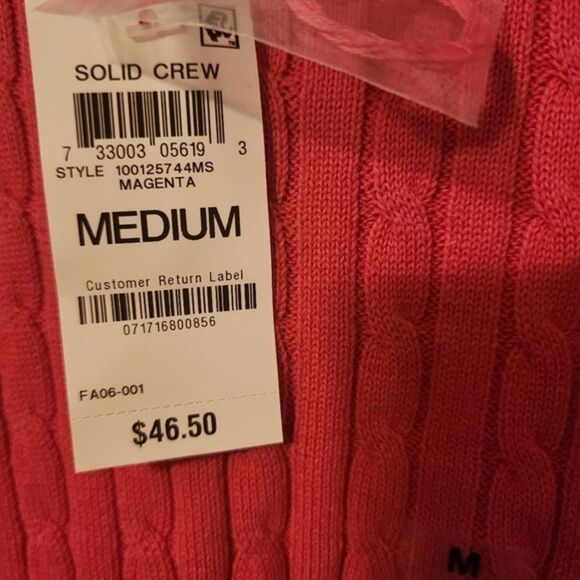 SOLID CREW
7 33003 05619 3
STYLE 100125744MS
MAGENTA
MEDIUM
Customer Return Label
071716800856
FA06-001
$46.50
M